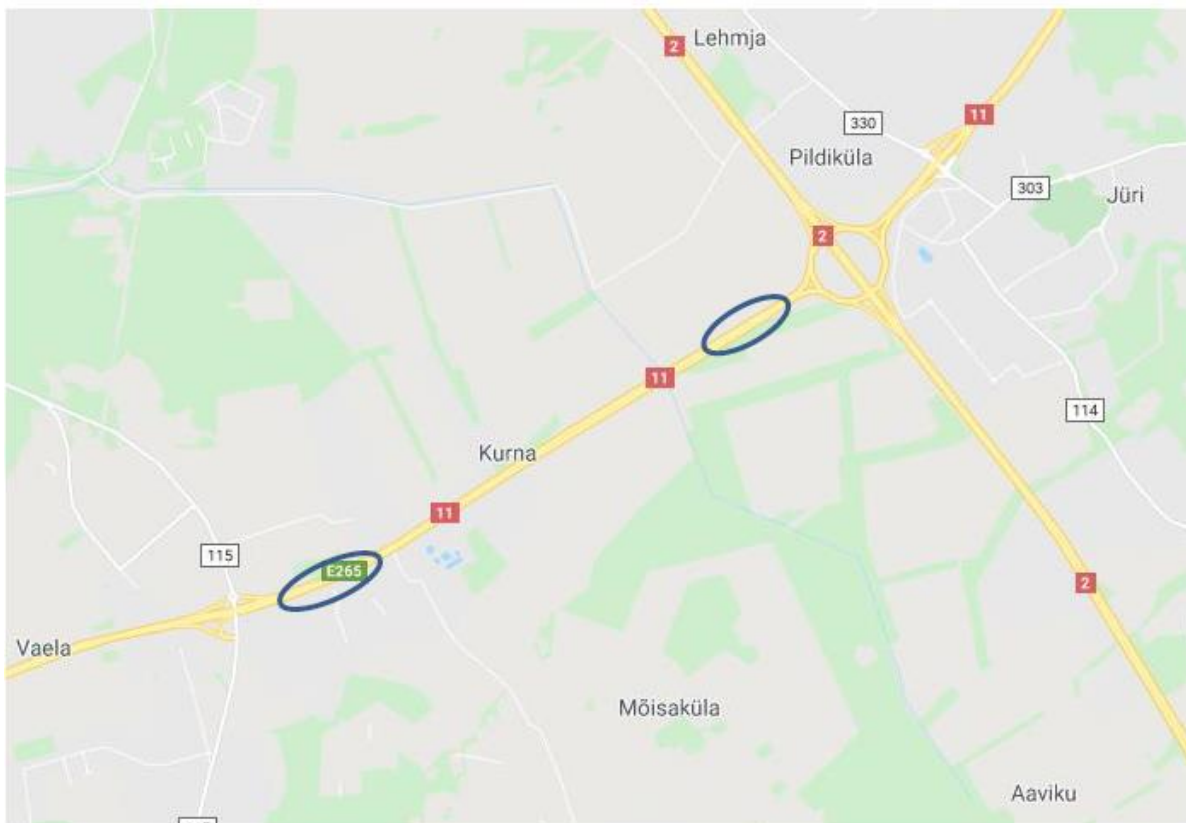 Lehmja
2
11
330
Pildiküla
303
Jüri
2
11
114
Kurna
11
115
E265
2
Vaela
Mõisaküla
Aaviku